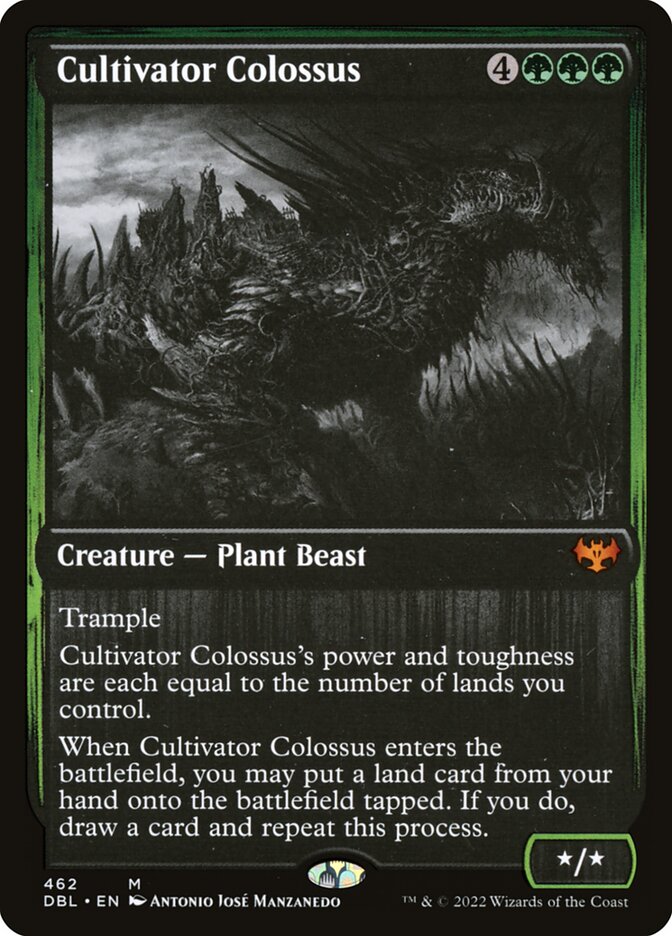 Cultivator Colossus 4
Creature — Plant Beast
Trample
Cultivator Colossus's power and toughness
are each equal to the number of lands you
control.
When Cultivator Colossus enters the
battlefield, you may put a land card from your
hand onto the battlefield tapped. If you do,
draw a card and repeat this process.
★/★
462 M
DBL • EN Antonio José Manzanedo ™ & © 2022 Wizards of the Coast